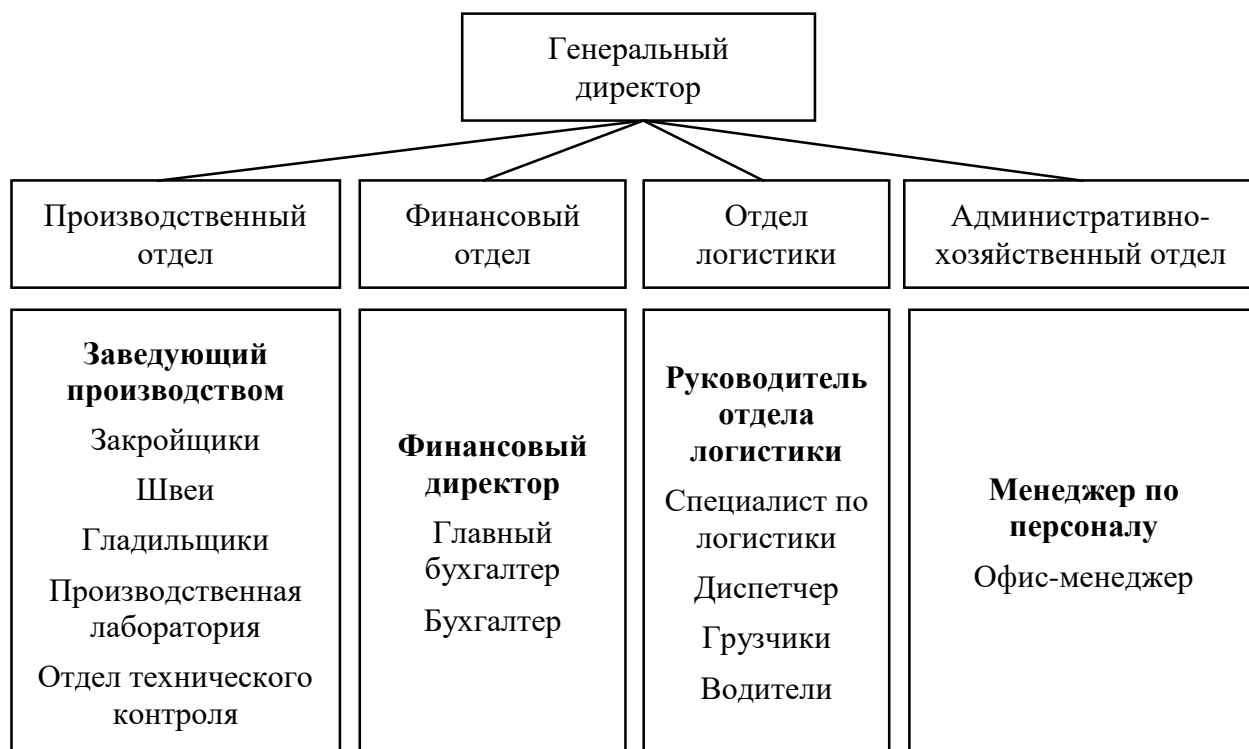 Генеральный
директор
Производственный
отдел
Финансовый
отдел
Отдел
логистики
Административно-
хозяйственный отдел
Заведующий
производством
Закройщики
Швеи
Гладильщики
Производственная
лаборатория
Отдел технического
контроля
Финансовый
директор
Главный
бухгалтер
Бухгалтер
Руководитель
отдела
логистики
Специалист по
логистики
Диспетчер
Грузчики
Водители
Менеджер по
персоналу
Офис-менеджер